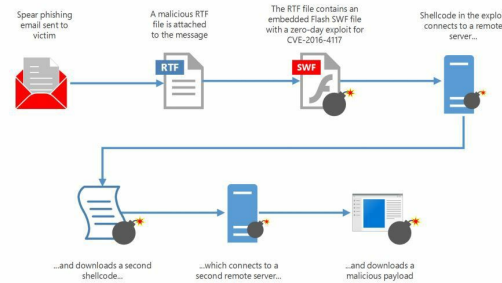 Spear phishing
email sent to
victim
A malicious RTF
file is attached
to the message
The RTF file contains an
embedded Flash SWF file
with a zero-day exploit for
CVE-2016-4117
Shellcode in the explo
connects to a remote
server...
RTF
SWF
...and downloads a second
shellcode...
...which connects to a
second remote server...
...and downloads a
malicious payload